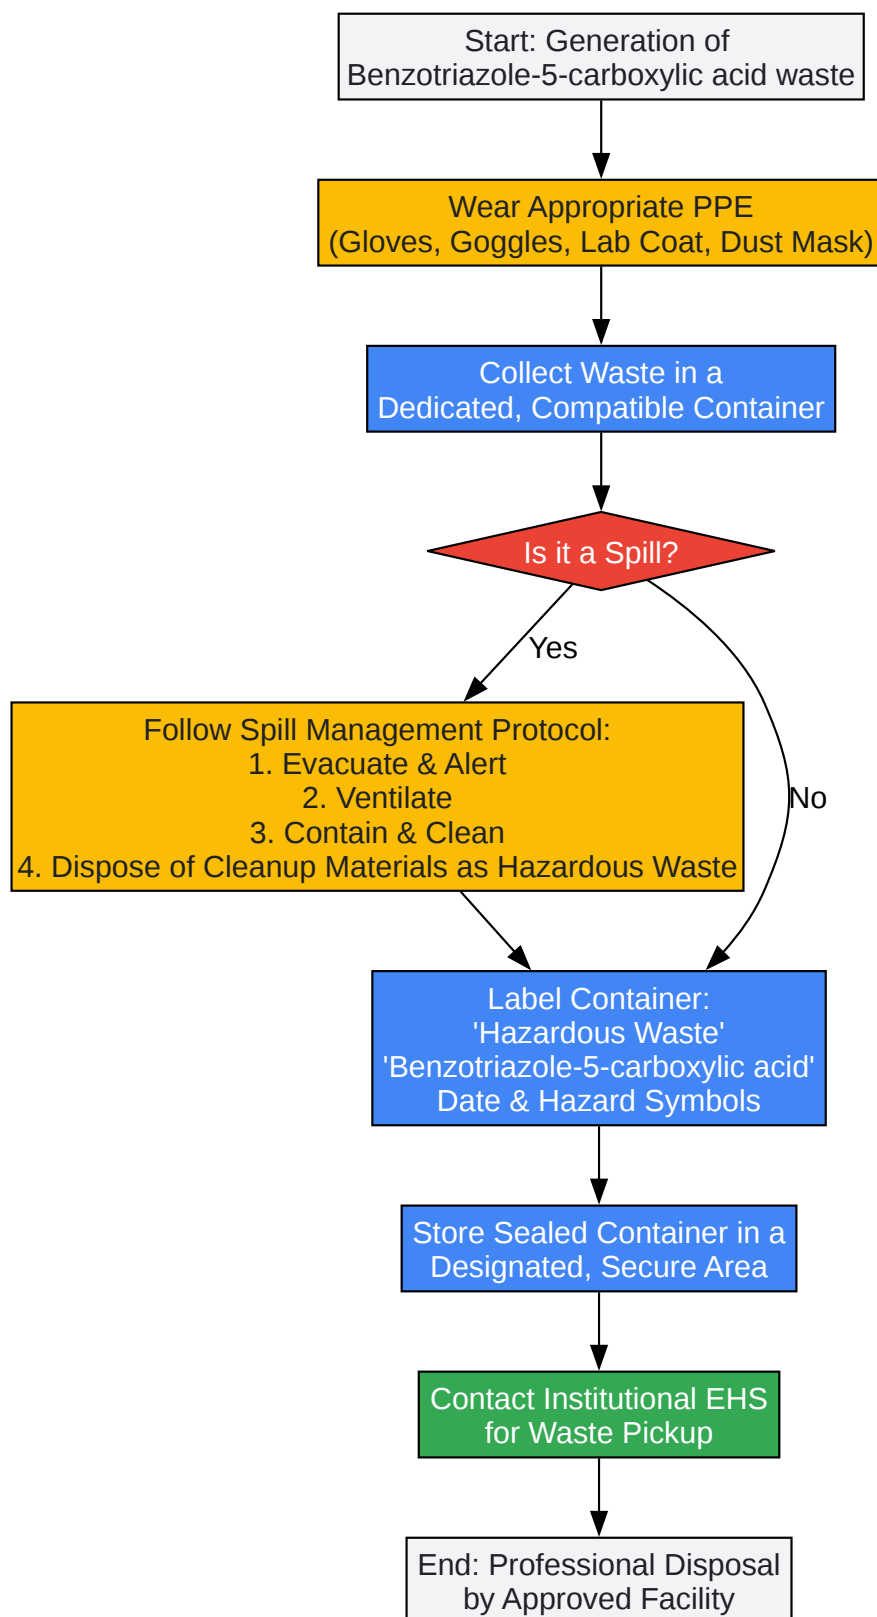 Start: Generation of
Benzotriazole-5-carboxylic acid waste
Wear Appropriate PPE
(Gloves, Goggles, Lab Coat, Dust Mask)
Collect Waste in a
Dedicated, Compatible Container
Is it a Spill?
Yes
Follow Spill Management Protocol:
1. Evacuate & Alert
2. Ventilate
3. Contain & Clean
4. Dispose of Cleanup Materials as Hazardous Waste
No
Label Container:
'Hazardous Waste'
'Benzotriazole-5-carboxylic acid'
Date & Hazard Symbols
Store Sealed Container in a
Designated, Secure Area
Contact Institutional EHS
for Waste Pickup
End: Professional Disposal
by Approved Facility